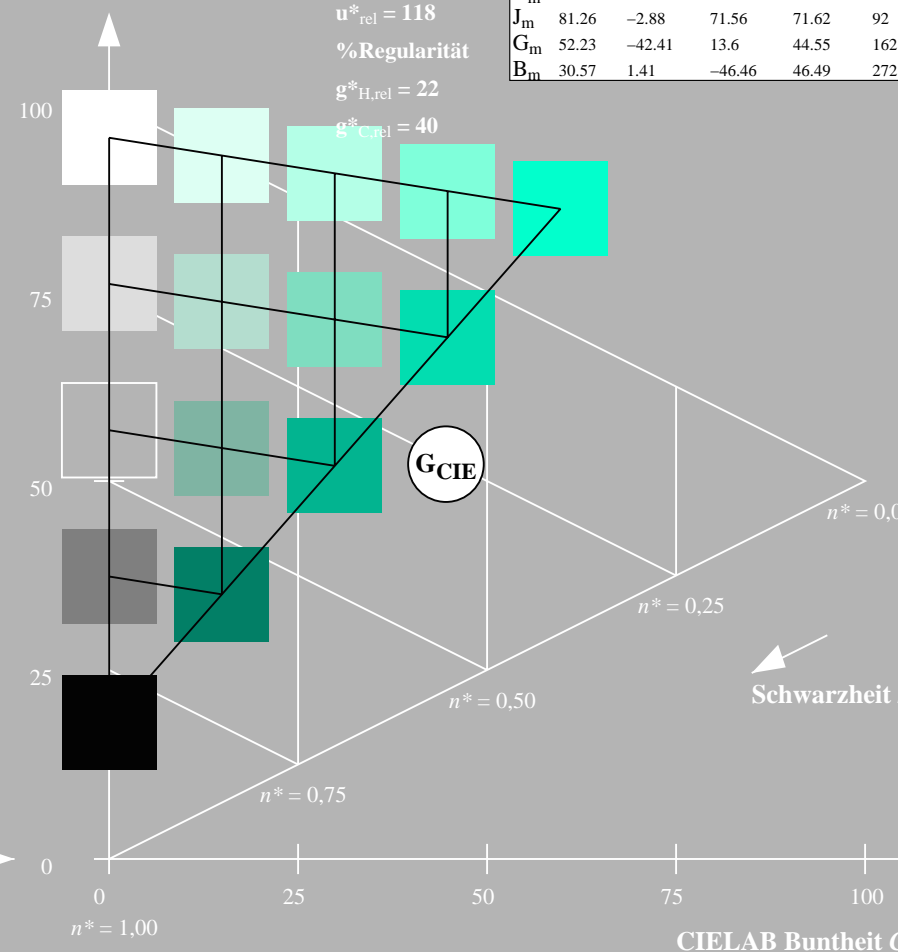 u*rel = 118
%Regularität
g*H,rel = 22
g*C,rel = 40
Jm 81.26 −2.88 71.56 71.62 92
Gm 52.23 −42.41 13.6 44.55 162
Bm 30.57 1.41 −46.46 46.49 272
100
75
50
25
0
GCIE
n* = 0,0
n* = 0,25
Schwarzheit
n* = 0,50
n* = 0,75
0 25 50 75 100
n* = 1,00
CIELAB Buntheit